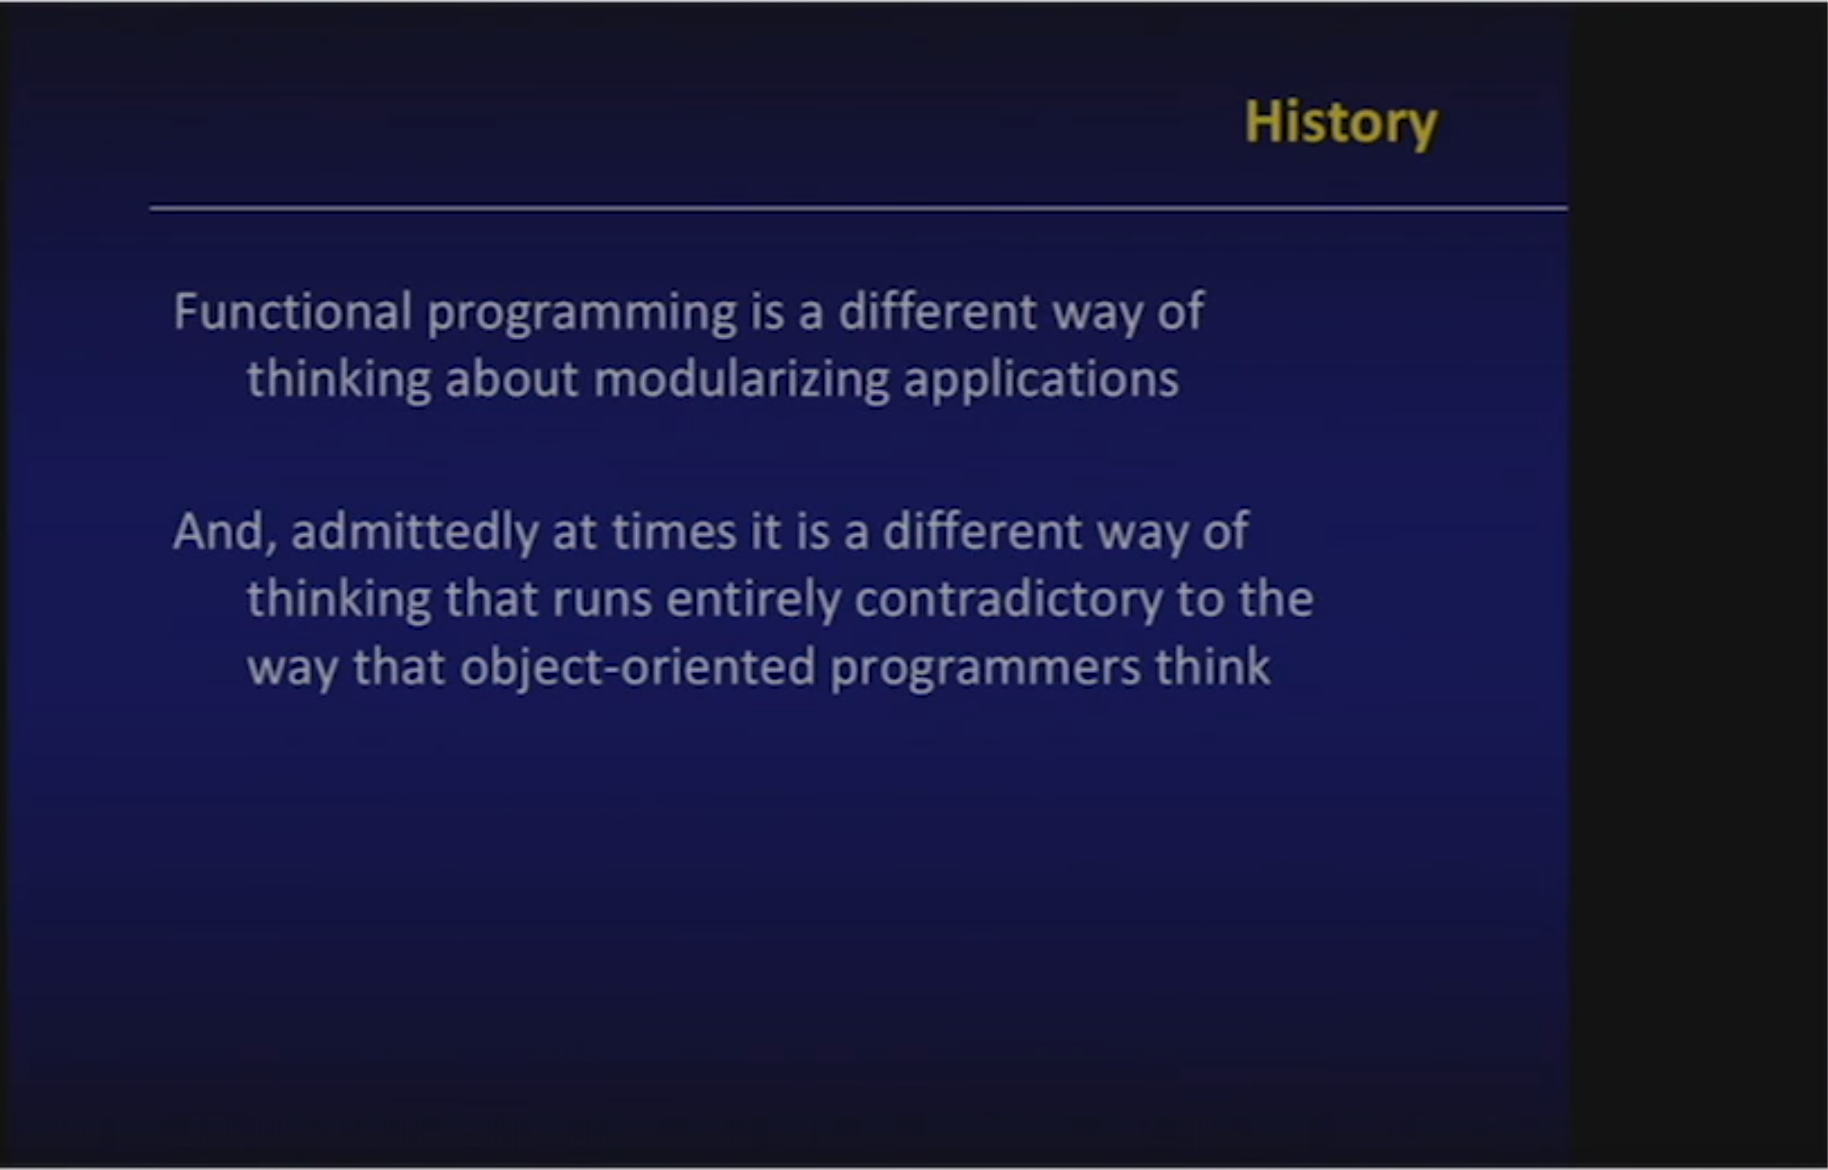 History
Functional programming is a different way of
thinking about modularizing applications
And, admittedly at times it is a different way of
thinking that runs entirely contradictory to the
way that object-oriented programmers think